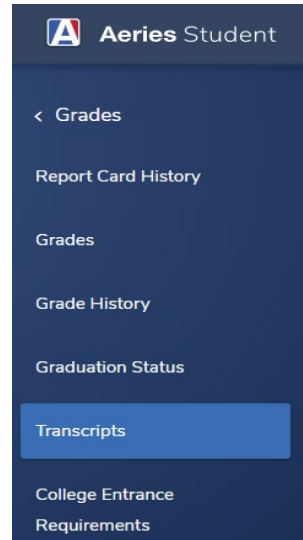 Aeries Student
< Grades
Report Card History
Grades
Grade History
Graduation Status
Transcripts
College Entrance
Requirements